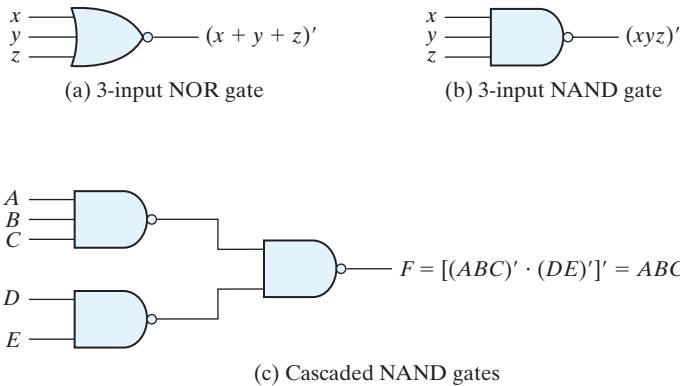 x
y
z
(x + y + z)′
(a) 3-input NOR gate
x
y
z
(xyz)′
(b) 3-input NAND gate
A
B
C
D
E
F = [(ABC)′ · (DE)′]′ = ABC
(c) Cascaded NAND gates